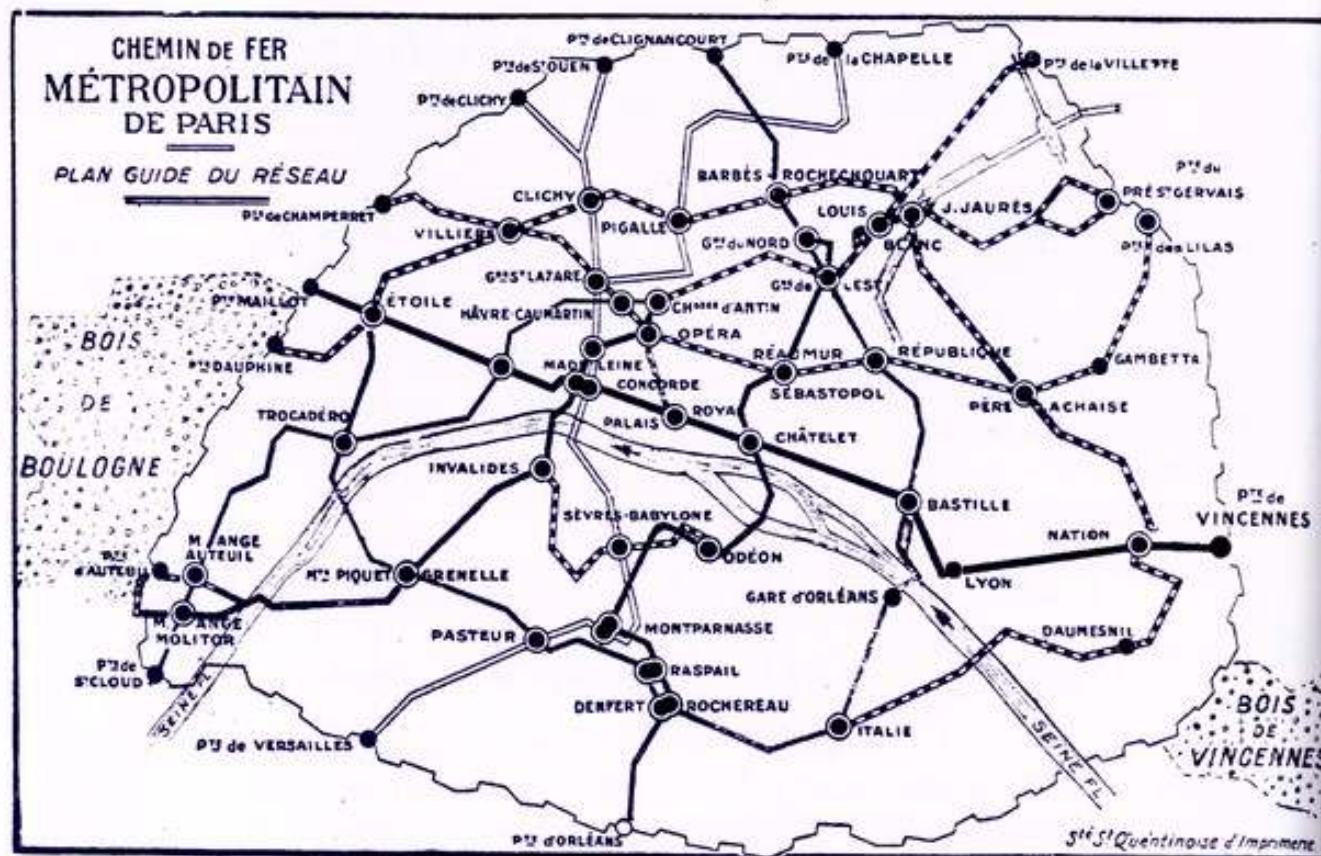 CHEMIN DE FER
MÉTROPOLITAIN
DE PARIS
PLAN GUIDE DU RÉSEAU
Pte de CLIGNANCOURT
Pte de St OUEN
Pte de la CHAPELLE
Pte de la VILLETTE
Pte de CLICHY
Pte de CHAMPERRET
CLICHY
BARBÈS-ROCHECHOUART
Pte du
PRÉ St GERVAIS
VILLIERS
PIGALLE
LOUIS
BLANC
J. JAURÈS
Gare du NORD
Pte des LILAS
Gare St LAZARE
Gare de L'EST
Pte MAILLOT
ÉTOILE
HÂVRE-CAUMARTIN
CHssée d'ANTIN
OPÉRA
BOIS
DE
BOULOGNE
Pte DAUPHINE
MADELEINE
RÉAUMUR
SÉBASTOPOL
RÉPUBLIQUE
GAMBETTA
CONCORDE
TROCADÉRO
PALAIS
ROYAL
PÈRE LACHAISE
CHÂTELET
INVALIDES
BASTILLE
Pte de
VINCENNES
SÈVRES-BABYLONE
ODÉON
NATION
M. ANGE
AUTEUIL
Pte
d'AUTEUIL
Mte PIQUET GRENELLE
LYON
GARE d'ORLÉANS
M. ANGE
MOLITOR
PASTEUR
MONTPARNASSE
DAUMESNIL
Pte de
St CLOUD
RASPAIL
SEINE FL.
DENFERT ROCHEREAU
ITALIE
BOIS
DE
VINCENNES
Pte de VERSAILLES
SEINE FL.
Pte d'ORLÉANS
Sté St Quentinoise d'Imprimerie